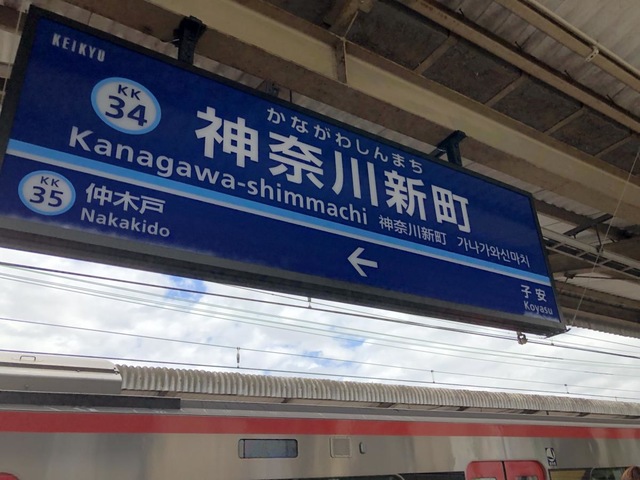 KEIKYU
KK
34
かながわしんまち
神奈川新町
Kanagawa-shimmachi
神奈川新町 가나가와신마치
KK
35
仲木戸
Nakakido
←
子安
Koyasu